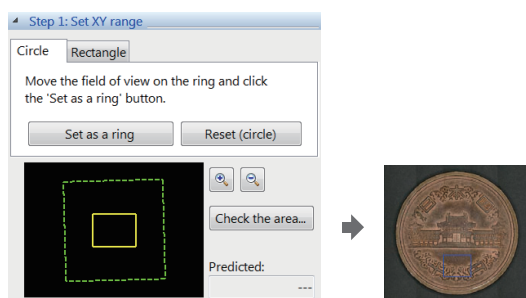 Step 1: Set XY range
Circle
Rectangle
Move the field of view on the ring and click
the 'Set as a ring' button.
Set as a ring
Reset (circle)
Check the area...
Predicted:
---